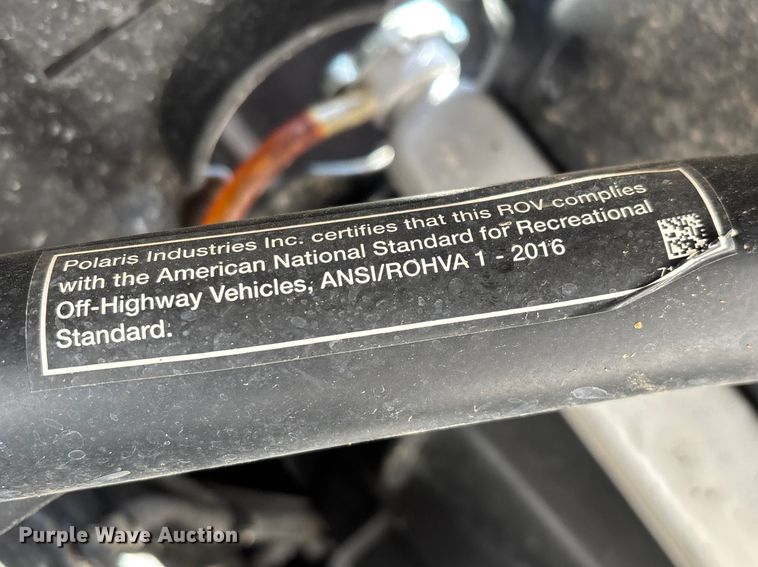 Polaris Industries Inc. certifies that this ROV complies
with the American National Standard for Recreational
Off-Highway Vehicles, ANSI/ROHVA 1 - 2016
Standard.
Purple Wave Auction